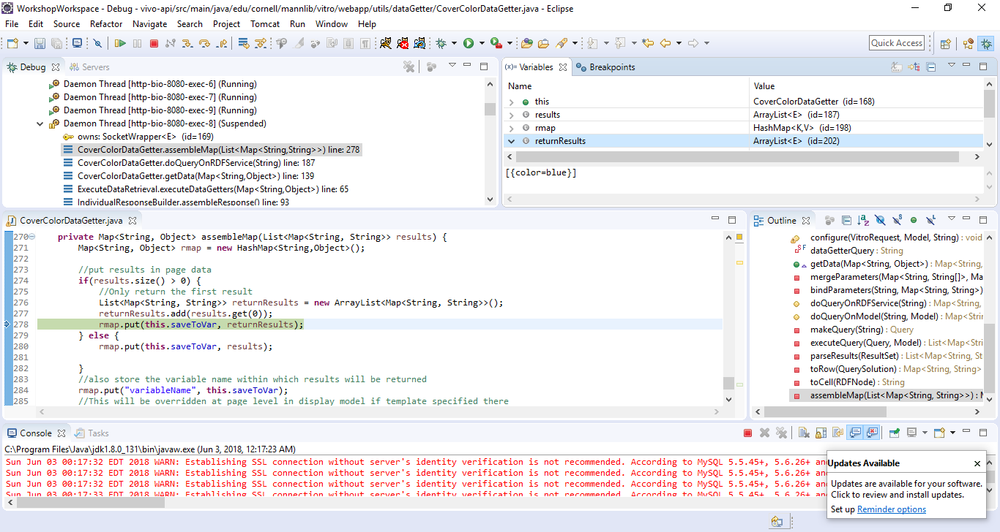 WorkshopWorkspace - Debug - vivo-api/src/main/java/edu/cornell/mannlib/vitro/webapp/utils/dataGetter/CoverColorDataGetter.java - Eclipse
File Edit Source Refactor Navigate Search Project Tomcat Run Window Help
Quick Access
Debug Servers
Daemon Thread [http-bio-8080-exec-6] (Running)
Daemon Thread [http-bio-8080-exec-7] (Running)
Daemon Thread [http-bio-8080-exec-9] (Running)
Daemon Thread [http-bio-8080-exec-8] (Suspended)
owns: SocketWrapper<E> (id=169)
CoverColorDataGetter.assembleMap(List<Map<String,String>>) line: 278
CoverColorDataGetter.doQueryOnRDFService(String) line: 187
CoverColorDataGetter.getData(Map<String,Object>) line: 139
ExecuteDataRetrieval.executeDataGetters(Map<String,Object>) line: 65
IndividualResponseBuilder.assembleResponse() line: 93
(x)= Variables Breakpoints
Name Value
this CoverColorDataGetter (id=168)
results ArrayList<E> (id=187)
rmap HashMap<K,V> (id=198)
returnResults ArrayList<E> (id=202)
[{color=blue}]
CoverColorDataGetter.java
270 private Map<String, Object> assembleMap(List<Map<String, String>> results) {
271 Map<String, Object> rmap = new HashMap<String,Object>();
272
273 //put results in page data
274 if(results.size() > 0) {
275 //Only return the first result
276 List<Map<String, String>> returnResults = new ArrayList<Map<String, String>>();
277 returnResults.add(results.get(0));
278 rmap.put(this.saveToVar, returnResults);
279 } else {
280 rmap.put(this.saveToVar, results);
281
282 }
283 //also store the variable name within which results will be returned
284 rmap.put("variableName", this.saveToVar);
285 //This will be overridden at page level in display model if template specified there
Outline
configure(VitroRequest, Model, String) : void
dataGetterQuery : String
getData(Map<String, Object>) : Map<String,
mergeParameters(Map<String, String[]>, Ma
bindParameters(String, Map<String, String>)
doQueryOnRDFService(String) : Map<String,
doQueryOnModel(String, Model) : Map<Strin
makeQuery(String) : Query
executeQuery(Query, Model) : List<Map<Stri
parseResults(ResultSet) : List<Map<String, St
toRow(QuerySolution) : Map<String, String>
toCell(RDFNode) : String
assembleMap(List<Map<String, String>>) : M
Console Tasks
C:\Program Files\Java\jdk1.8.0_131\bin\javaw.exe (Jun 3, 2018, 12:17:23 AM)
Sun Jun 03 00:17:32 EDT 2018 WARN: Establishing SSL connection without server's identity verification is not recommended. According to MySQL 5.5.45+, 5.6.26+ an
Sun Jun 03 00:17:32 EDT 2018 WARN: Establishing SSL connection without server's identity verification is not recommended. According to MySQL 5.5.45+, 5.6.26+ an
Sun Jun 03 00:17:32 EDT 2018 WARN: Establishing SSL connection without server's identity verification is not recommended. According to MySQL 5.5.45+, 5.6.26+ an
Sun Jun 03 00:17:33 EDT 2018 WARN: Establishing SSL connection without server's identity verification is not recommended. According to MySQL 5.5.45+, 5.6.26+ an
Updates Available
Updates are available for your software.
Click to review and install updates.
Set up Reminder options